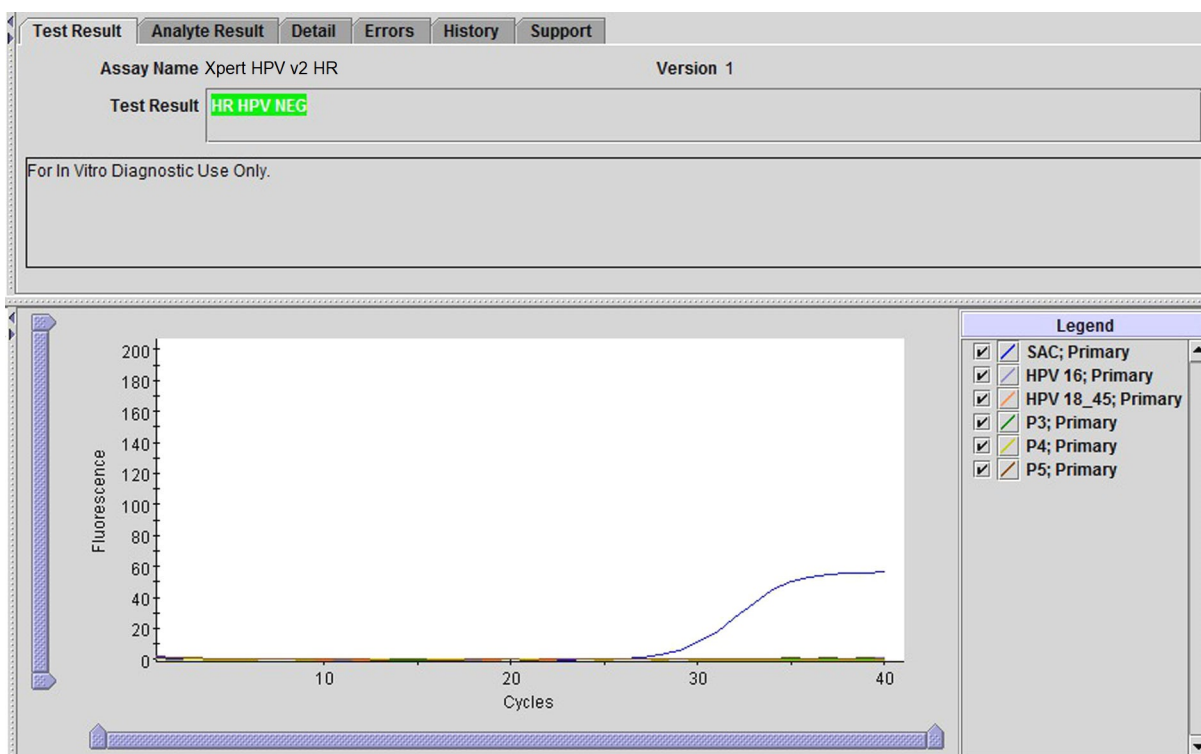 Test Result Analyte Result Detail Errors History Support
Assay Name Xpert HPV v2 HR Version 1
Test Result HR HPV NEG
For In Vitro Diagnostic Use Only.
Legend
SAC; Primary
HPV 16; Primary
HPV 18_45; Primary
P3; Primary
P4; Primary
P5; Primary
Fluorescence
200
180
160
140
120
100
80
60
40
20
0
10 20 30 40
Cycles